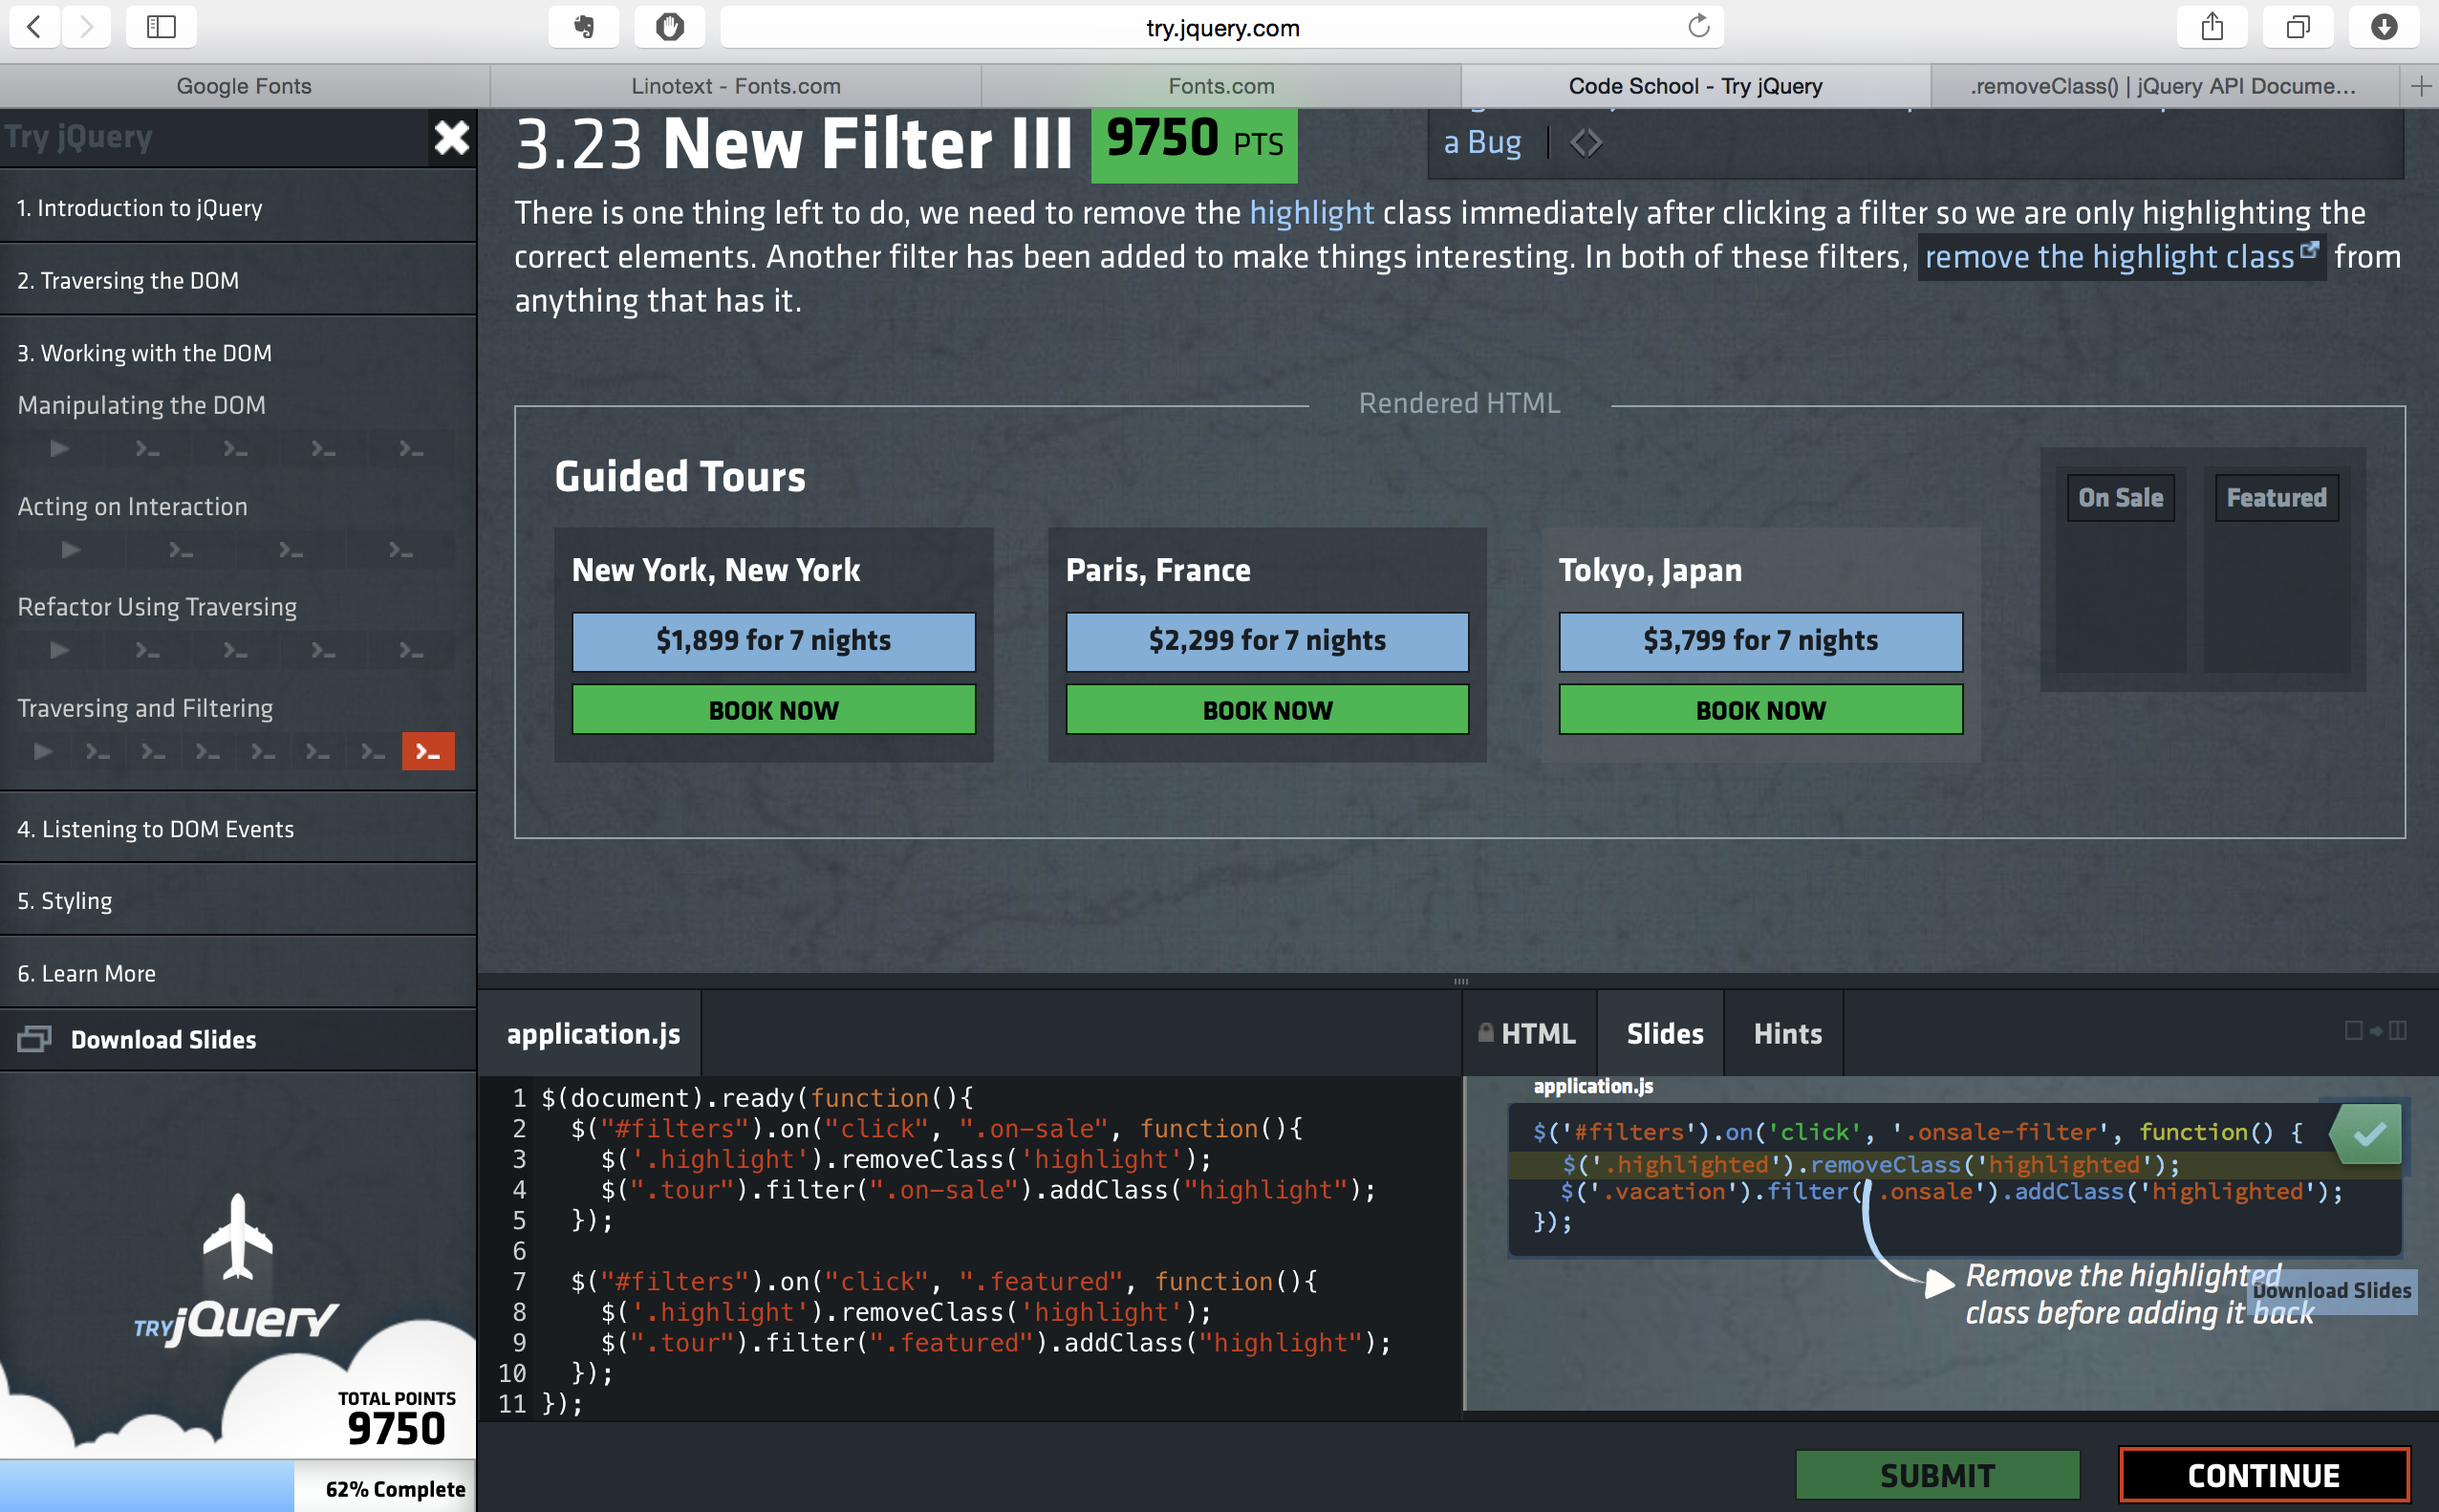 try.jquery.com
Google Fonts
Linotext - Fonts.com
Fonts.com
Code School - Try jQuery
.removeClass() | jQuery API Docume...
Try jQuery
1. Introduction to jQuery
2. Traversing the DOM
3. Working with the DOM
Manipulating the DOM
Acting on Interaction
Refactor Using Traversing
Traversing and Filtering
4. Listening to DOM Events
5. Styling
6. Learn More
Download Slides
TRY jQuery
TOTAL POINTS
9750
62% Complete
3.23 New Filter III 9750 PTS
a Bug
There is one thing left to do, we need to remove the highlight class immediately after clicking a filter so we are only highlighting the
correct elements. Another filter has been added to make things interesting. In both of these filters, remove the highlight class from
anything that has it.
Rendered HTML
Guided Tours
On Sale
Featured
New York, New York
$1,899 for 7 nights
BOOK NOW
Paris, France
$2,299 for 7 nights
BOOK NOW
Tokyo, Japan
$3,799 for 7 nights
BOOK NOW
application.js
1 $(document).ready(function(){
2   $("#filters").on("click", ".on-sale", function(){
3     $('.highlight').removeClass('highlight');
4     $(".tour").filter(".on-sale").addClass("highlight");
5   });
6
7   $("#filters").on("click", ".featured", function(){
8     $('.highlight').removeClass('highlight');
9     $(".tour").filter(".featured").addClass("highlight");
10   });
11 });
HTML
Slides
Hints
application.js
$('#filters').on('click', '.onsale-filter', function() {
  $('.highlighted').removeClass('highlighted');
  $('.vacation').filter('.onsale').addClass('highlighted');
});
Remove the highlighted
class before adding it back
Download Slides
SUBMIT
CONTINUE